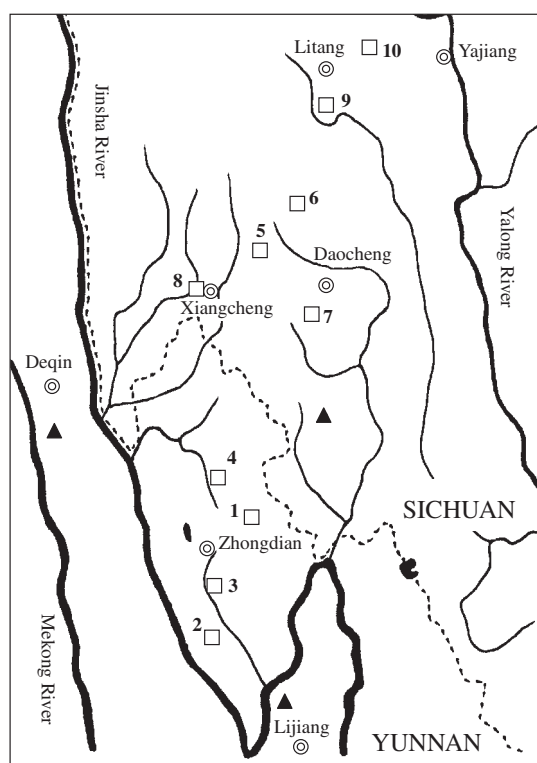 Litang
10
Yajiang
Jinsha River
9
6
5
Daocheng
Yalong River
8
Xiangcheng
7
Deqin
4
SICHUAN
1
Zhongdian
3
2
Mekong River
Lijiang
YUNNAN